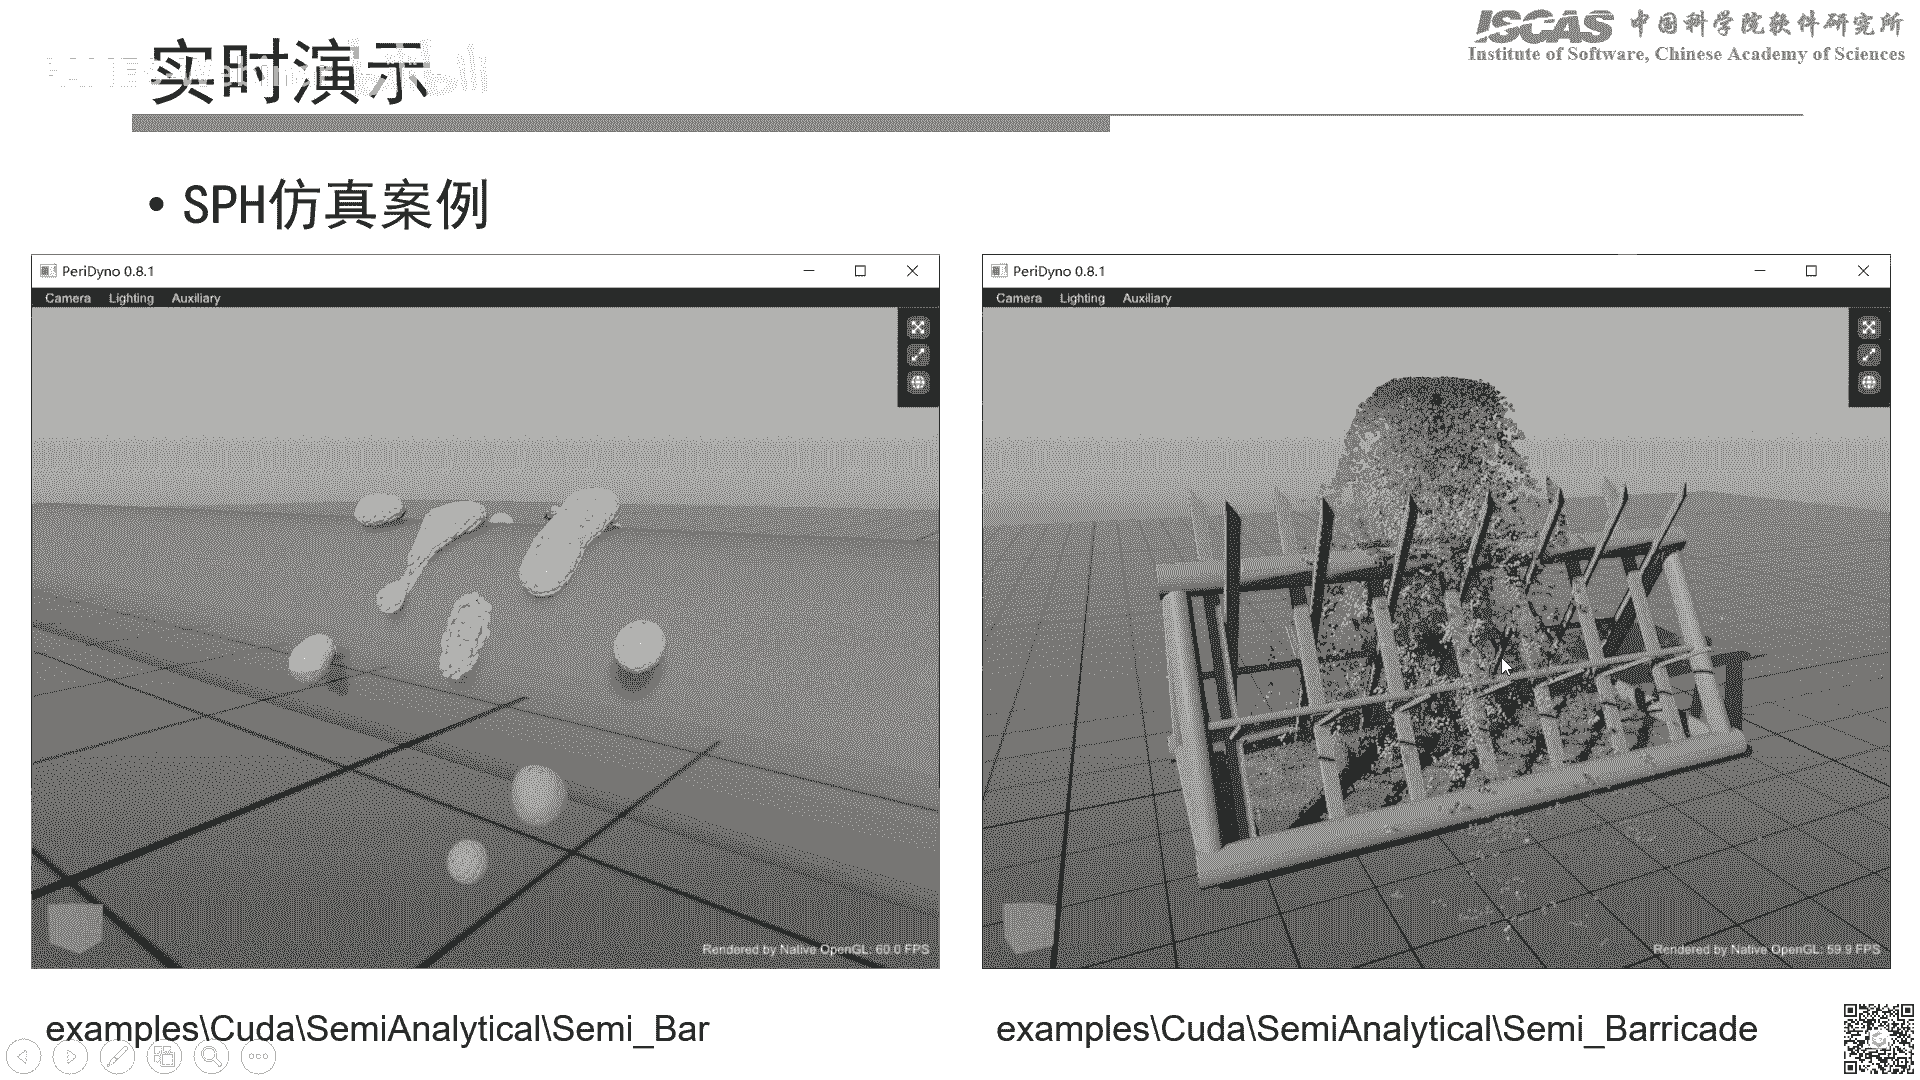 ISCAS 中国科学院软件研究所
Institute of Software, Chinese Academy of Sciences
实时演示
• SPH仿真案例
PeriDyno 0.8.1
Camera Lighting Auxiliary
Rendered by Native OpenGL: 60.0 FPS
examples\Cuda\SemiAnalytical\Semi_Bar
PeriDyno 0.8.1
Camera Lighting Auxiliary
Rendered by Native OpenGL: 59.9 FPS
examples\Cuda\SemiAnalytical\Semi_Barricade